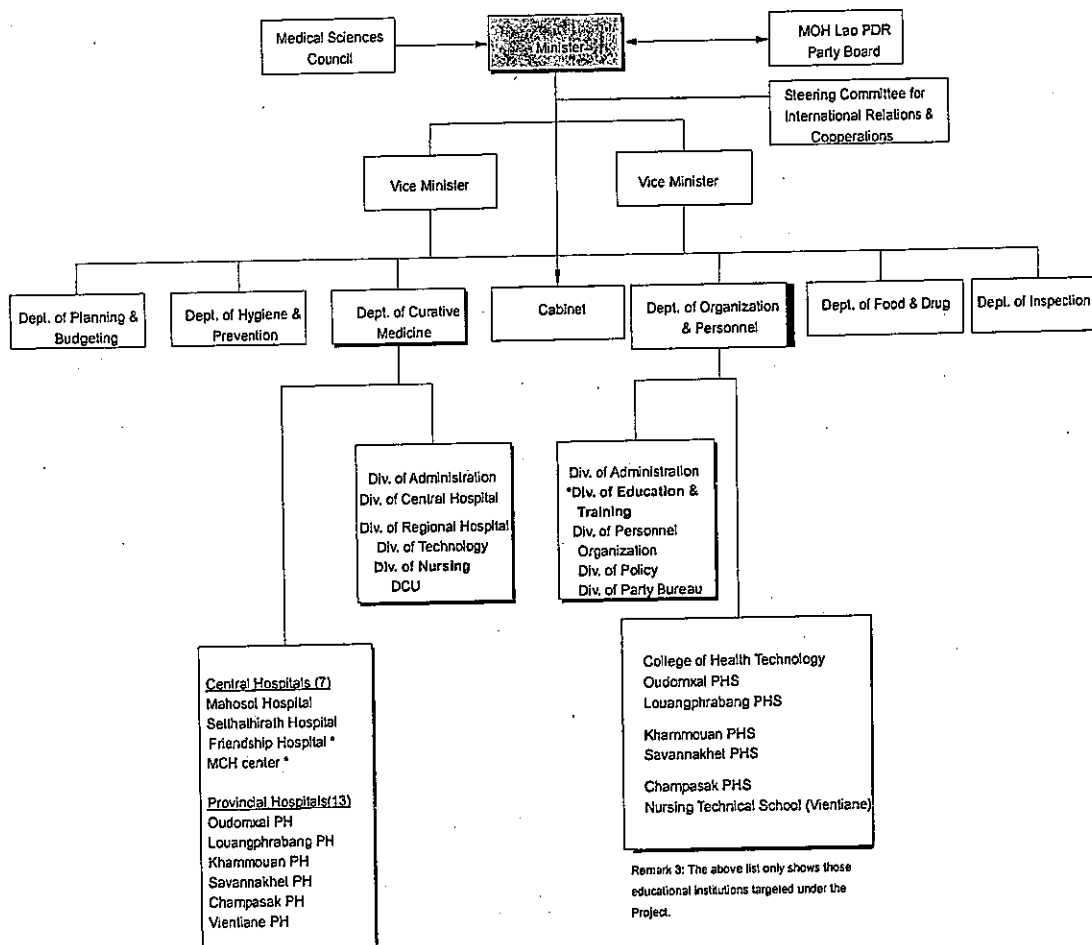 Medical Sciences
Council
Minister
MOH Lao PDR
Party Board
Steering Committee for
International Relations &
Cooperations
Vice Minister
Vice Minister
Dept. of Planning &
Budgeting
Dept. of Hygiene &
Prevention
Dept. of Curative
Medicine
Cabinet
Dept. of Organization
& Personnel
Dept. of Food & Drug
Dept. of Inspection
Div. of Administration
Div. of Central Hospital
Div. of Regional Hospital
Div. of Technology
Div. of Nursing
DCU
Div. of Administration
*Div. of Education &
Training
Div. of Personnel
Organization
Div. of Policy
Div. of Party Bureau
Central Hospitals (7)
Mahosot Hospital
Setthathirath Hospital
Friendship Hospital *
MCH center *
Provincial Hospitals(13)
Oudomxai PH
Louangphrabang PH
Khammouan PH
Savannakhet PH
Champasak PH
Vientiane PH
College of Health Technology
Oudomxai PHS
Louangphrabang PHS
Khammouan PHS
Savannakhet PHS
Champasak PHS
Nursing Technical School (Vientiane)
Remark 3: The above list only shows those
educational institutions targeted under the
Project.